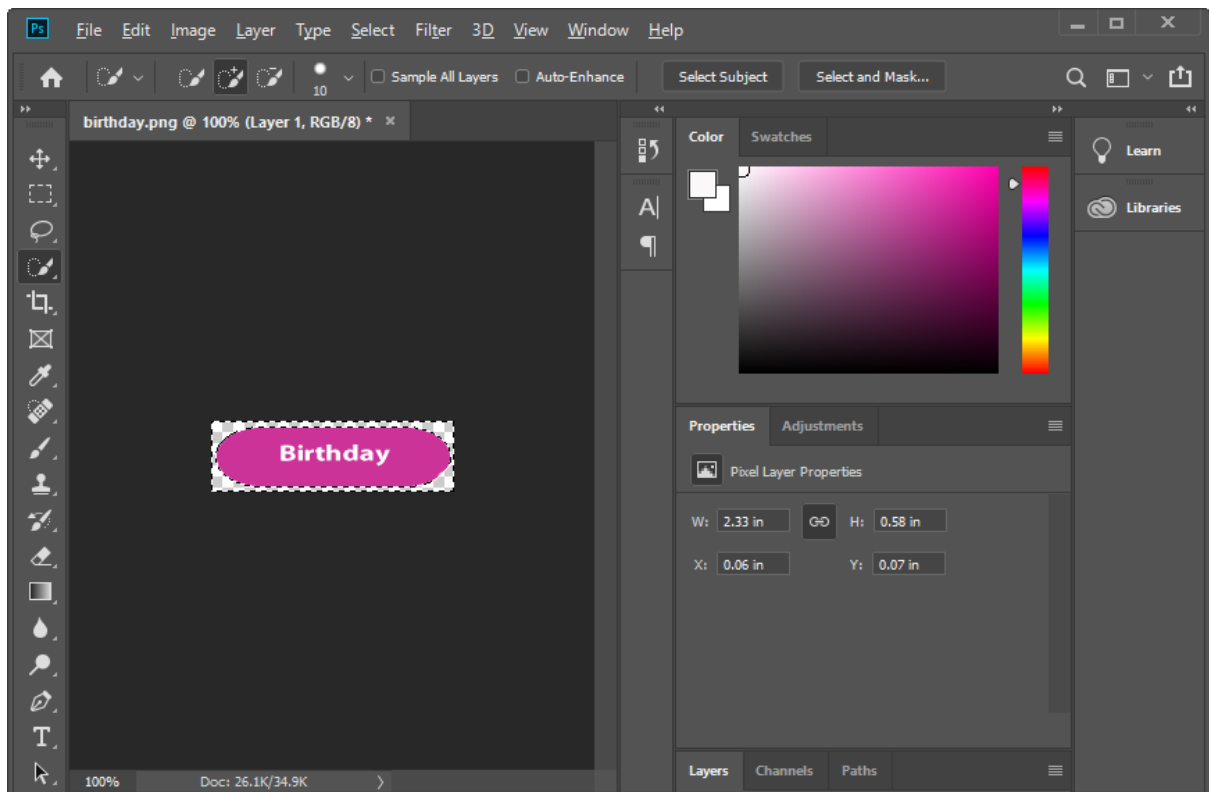 Ps File Edit Image Layer Type Select Filter 3D View Window Help
10 Sample All Layers Auto-Enhance Select Subject Select and Mask...
birthday.png @ 100% (Layer 1, RGB/8) * ×
Color Swatches
Learn
A|
Libraries
Birthday
Properties Adjustments
Pixel Layer Properties
W: 2.33 in H: 0.58 in
X: 0.06 in Y: 0.07 in
T
Layers Channels Paths
100% Doc: 26.1K/34.9K